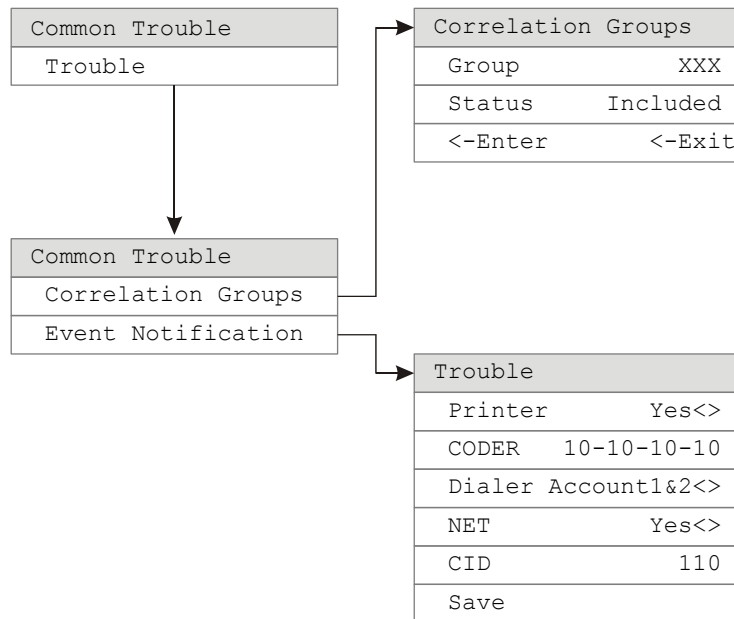 Common Trouble
Trouble
Correlation Groups
Group XXX
Status Included
<-Enter <-Exit
Common Trouble
Correlation Groups
Event Notification
Trouble
Printer Yes<>
CODER 10-10-10-10
Dialer Account1&2<>
NET Yes<>
CID 110
Save